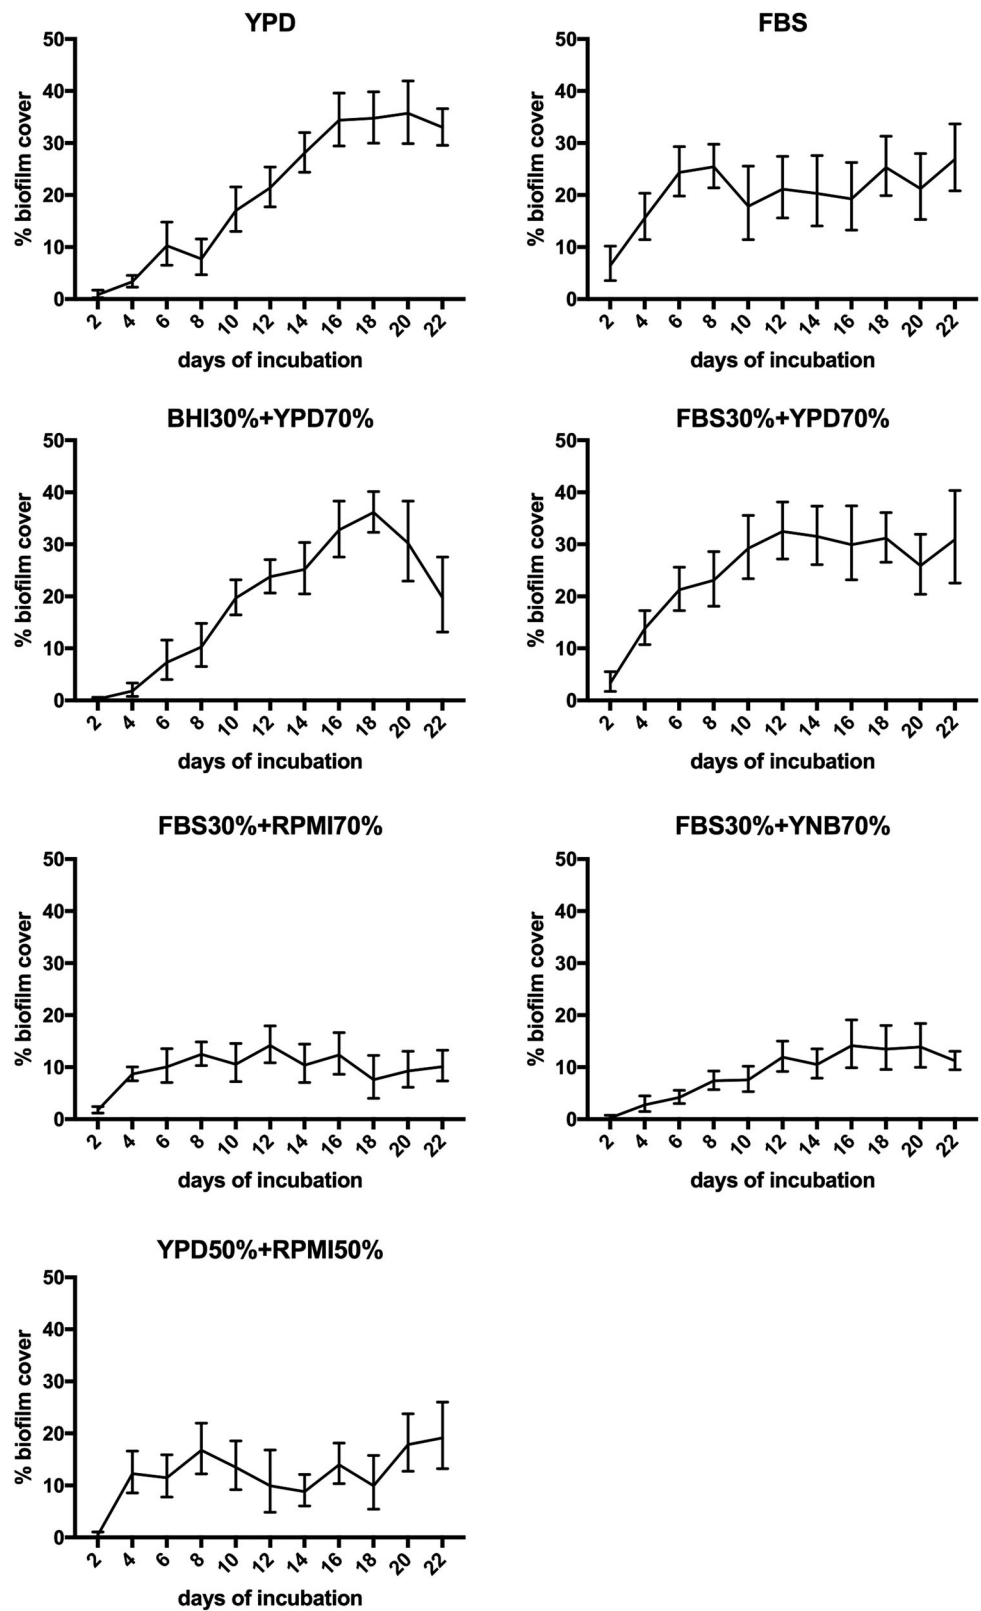 YPD
50
40
30
20
10
0
% biofilm cover
2 4 6 8 10 12 14 16 18 20 22
days of incubation
FBS
50
40
30
20
10
0
% biofilm cover
2 4 6 8 10 12 14 16 18 20 22
days of incubation
BHI30%+YPD70%
50
40
30
20
10
0
% biofilm cover
2 4 6 8 10 12 14 16 18 20 22
days of incubation
FBS30%+YPD70%
50
40
30
20
10
0
% biofilm cover
2 4 6 8 10 12 14 16 18 20 22
days of incubation
FBS30%+RPMI70%
50
40
30
20
10
0
% biofilm cover
2 4 6 8 10 12 14 16 18 20 22
days of incubation
FBS30%+YNB70%
50
40
30
20
10
0
% biofilm cover
2 4 6 8 10 12 14 16 18 20 22
days of incubation
YPD50%+RPMI50%
50
40
30
20
10
0
% biofilm cover
2 4 6 8 10 12 14 16 18 20 22
days of incubation